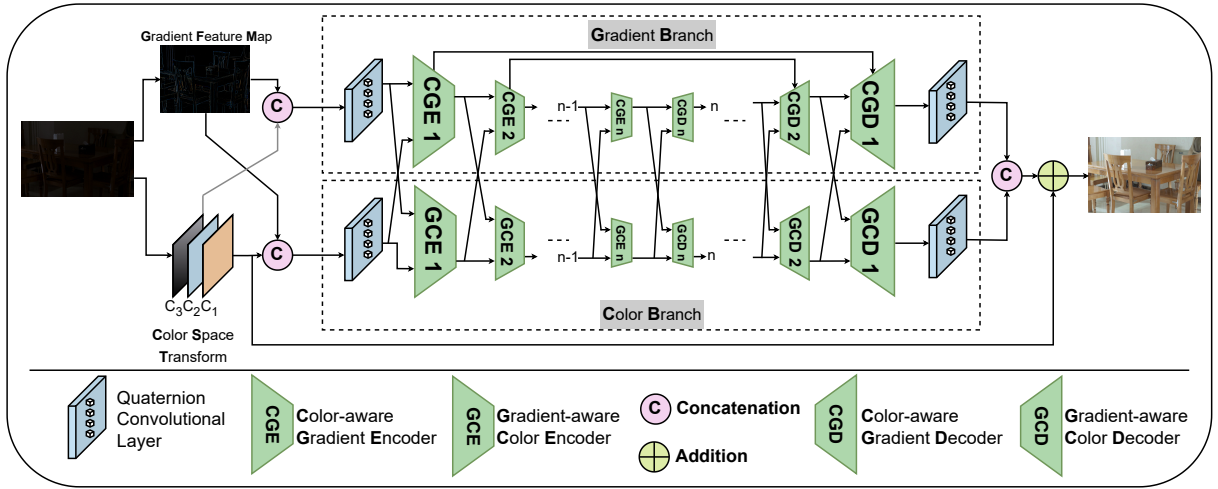 Gradient Feature Map
Gradient Branch
C
CGE 1
CGE 2
n-1
CGE n
CGD n
n
CGD 2
CGD 1
C
C
GCE 1
GCE 2
n-1
GCE n
GCD n
n
GCD 2
GCD 1
C3C2C1
Color Space
Transform
Color Branch
Quaternion
Convolutional
Layer
CGE
Color-aware
Gradient Encoder
GCE
Gradient-aware
Color Encoder
C
Concatenation
Addition
CGD
Color-aware
Gradient Decoder
GCD
Gradient-aware
Color Decoder